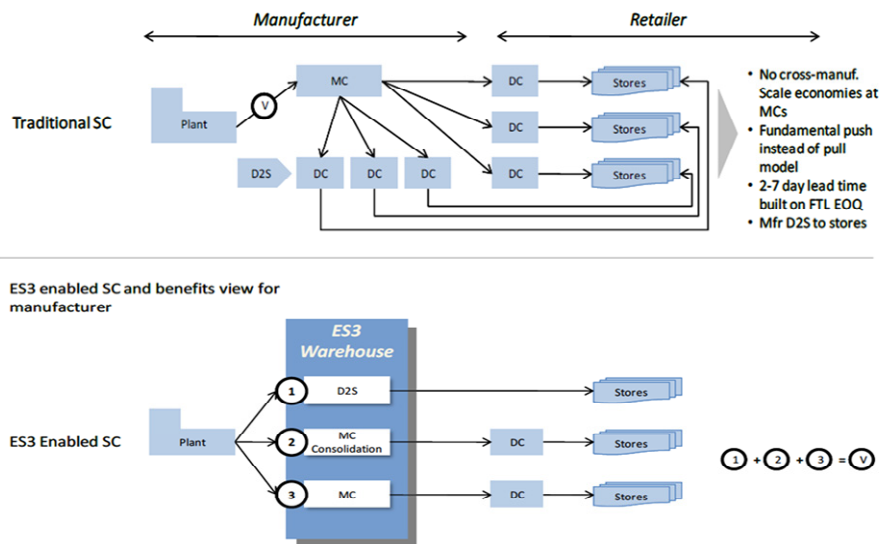 Manufacturer
Retailer
Traditional SC
Plant
V
MC
DC
Stores
DC
Stores
D2S
DC
DC
DC
DC
Stores
• No cross-manuf.
Scale economies at
MCs
• Fundamental push
instead of pull
model
• 2-7 day lead time
built on FTL EOQ
• Mfr D2S to stores
ES3 enabled SC and benefits view for
manufacturer
ES3
Warehouse
ES3 Enabled SC
Plant
1
D2S
Stores
2
MC
Consolidation
DC
Stores
3
MC
DC
Stores
1 + 2 + 3 = V